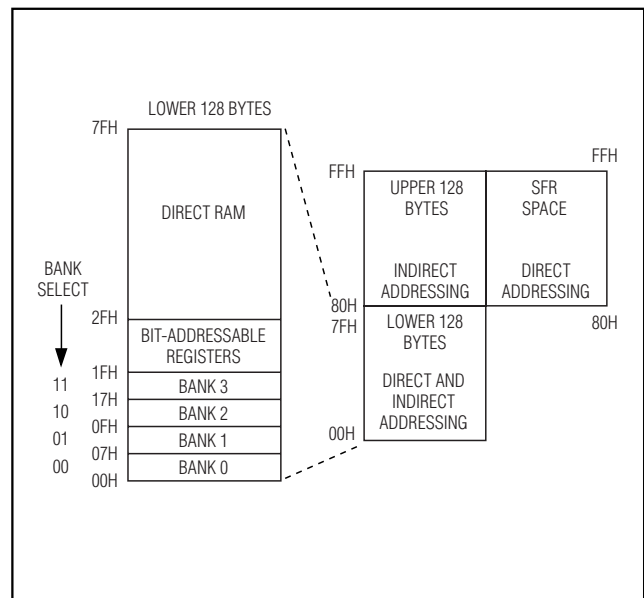 LOWER 128 BYTES
7FH
DIRECT RAM
BANK
SELECT
2FH
BIT-ADDRESSABLE
REGISTERS
1FH
11
BANK 3
17H
10
BANK 2
0FH
01
BANK 1
07H
00
BANK 0
00H
FFH
FFH
UPPER 128
BYTES
INDIRECT
ADDRESSING
SFR
SPACE
DIRECT
ADDRESSING
80H
80H
7FH
LOWER 128
BYTES
DIRECT AND
INDIRECT
ADDRESSING
00H